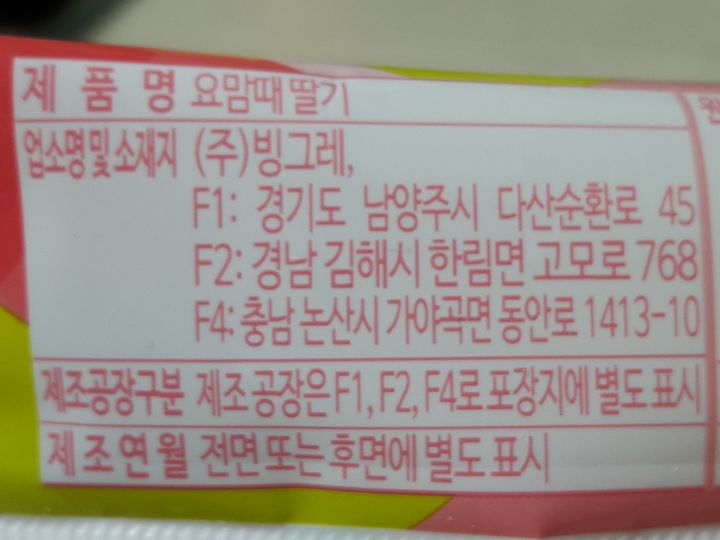 제 품 명 요맘때 딸기
업소명 및 소재지 (주)빙그레,
F1: 경기도 남양주시 다산순환로 45
F2: 경남 김해시 한림면 고모로 768
F4: 충남 논산시 가야곡면 동안로 1413-10
제조공장구분 제조 공장은 F1, F2, F4로 포장지에 별도 표시
제 조 연 월 전면 또는 후면에 별도 표시